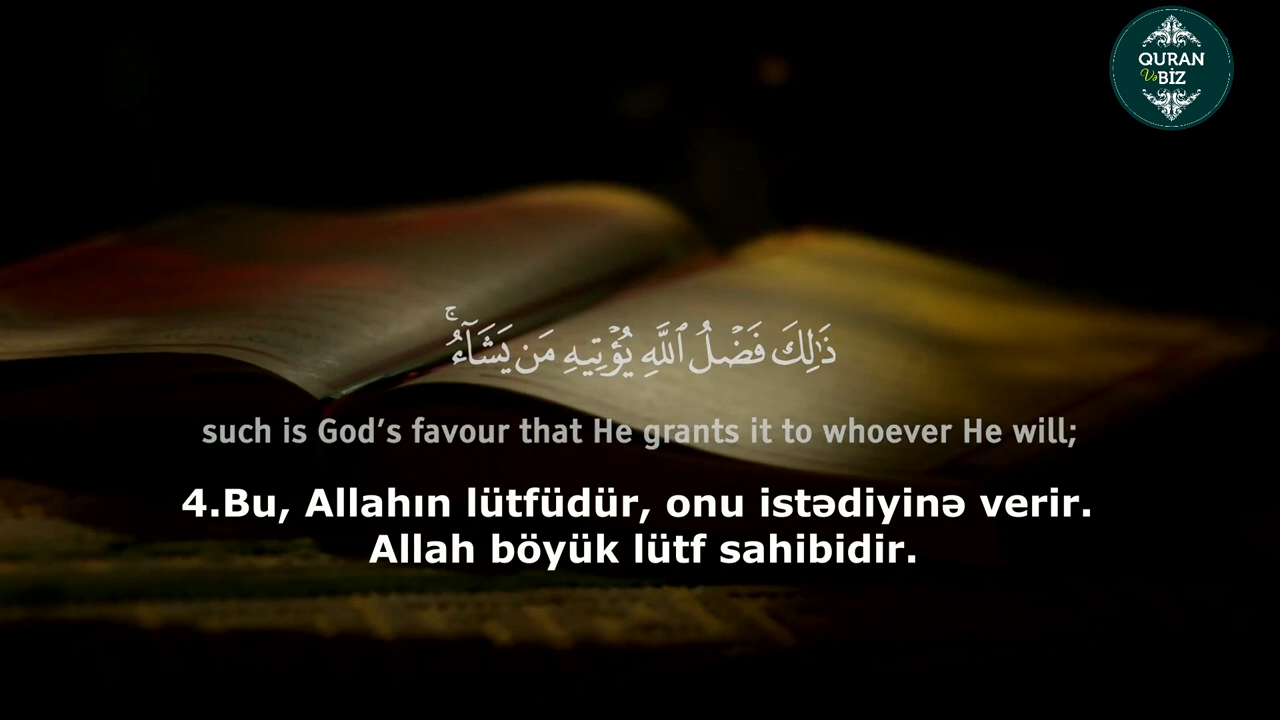 QURAN
Və BİZ
ذَٰلِكَ فَضْلُ ٱللَّهِ يُؤْتِيهِ مَن يَشَآءُ ۚ
such is God’s favour that He grants it to whoever He will;
4.Bu, Allahın lütfüdür, onu istədiyinə verir.
Allah böyük lütf sahibidir.